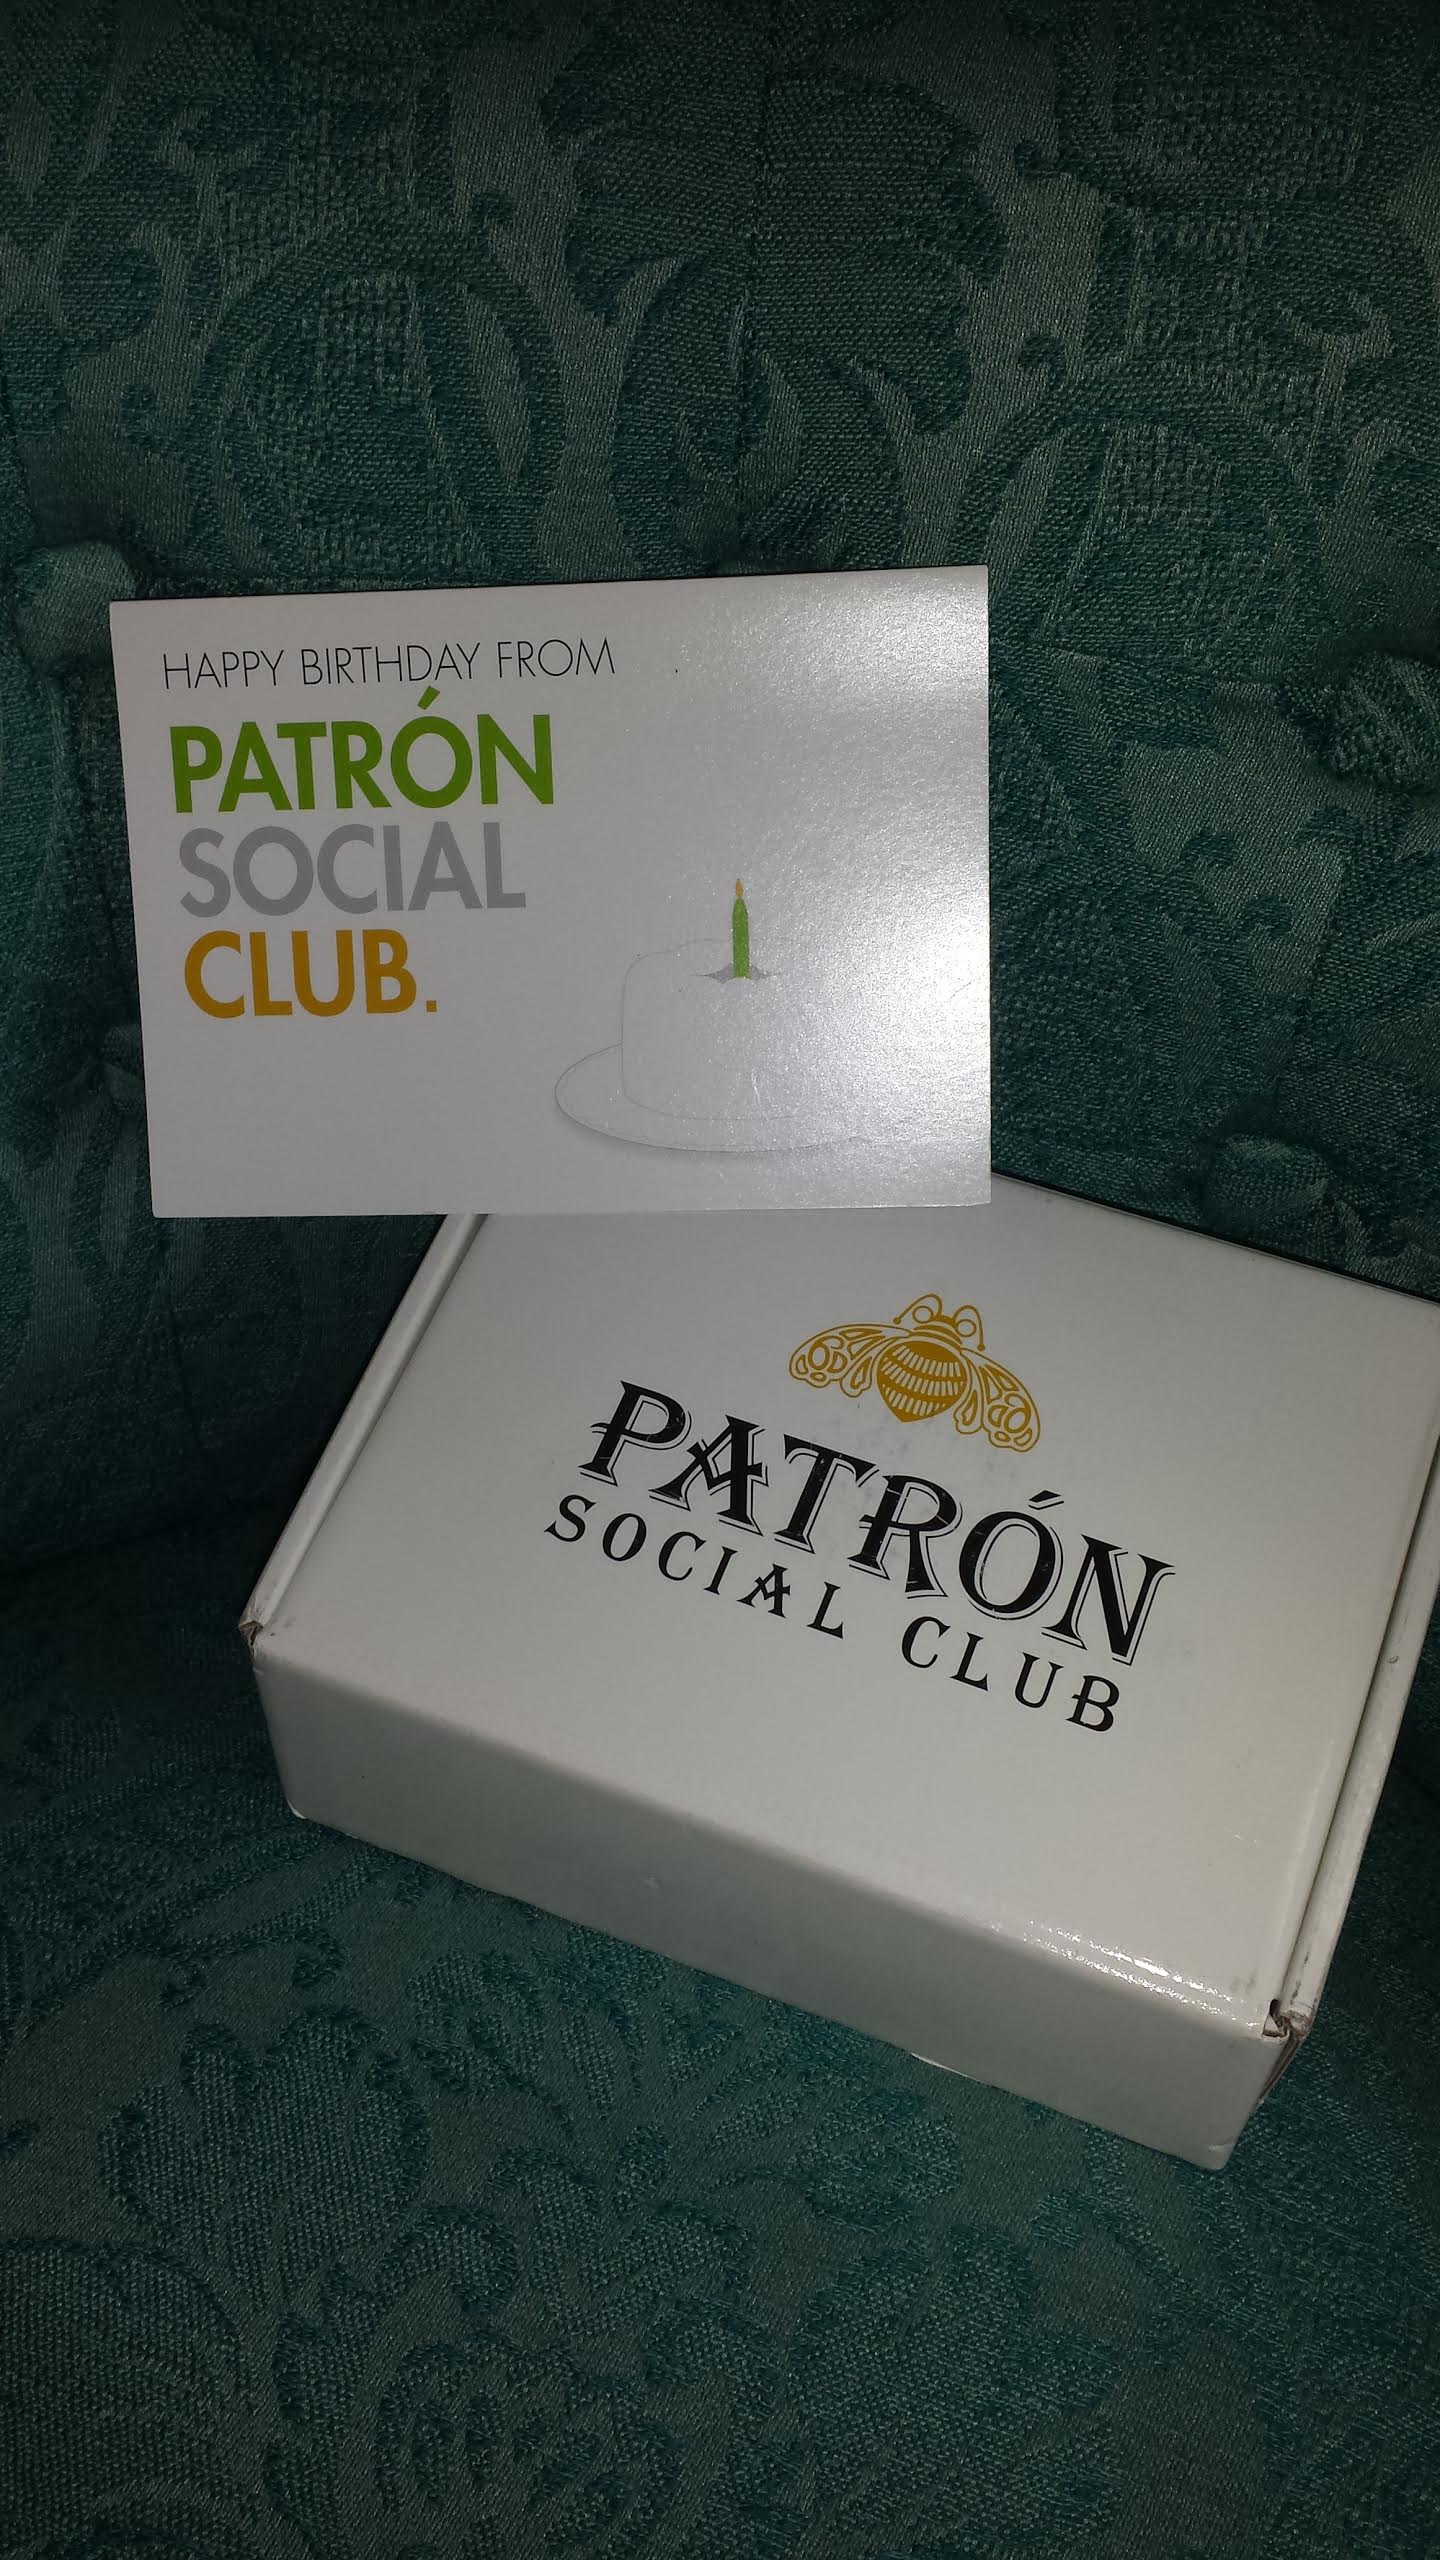 HAPPY BIRTHDAY FROM
PATRÓN
SOCIAL
CLUB.
PATRÓN
SOCIAL CLUB